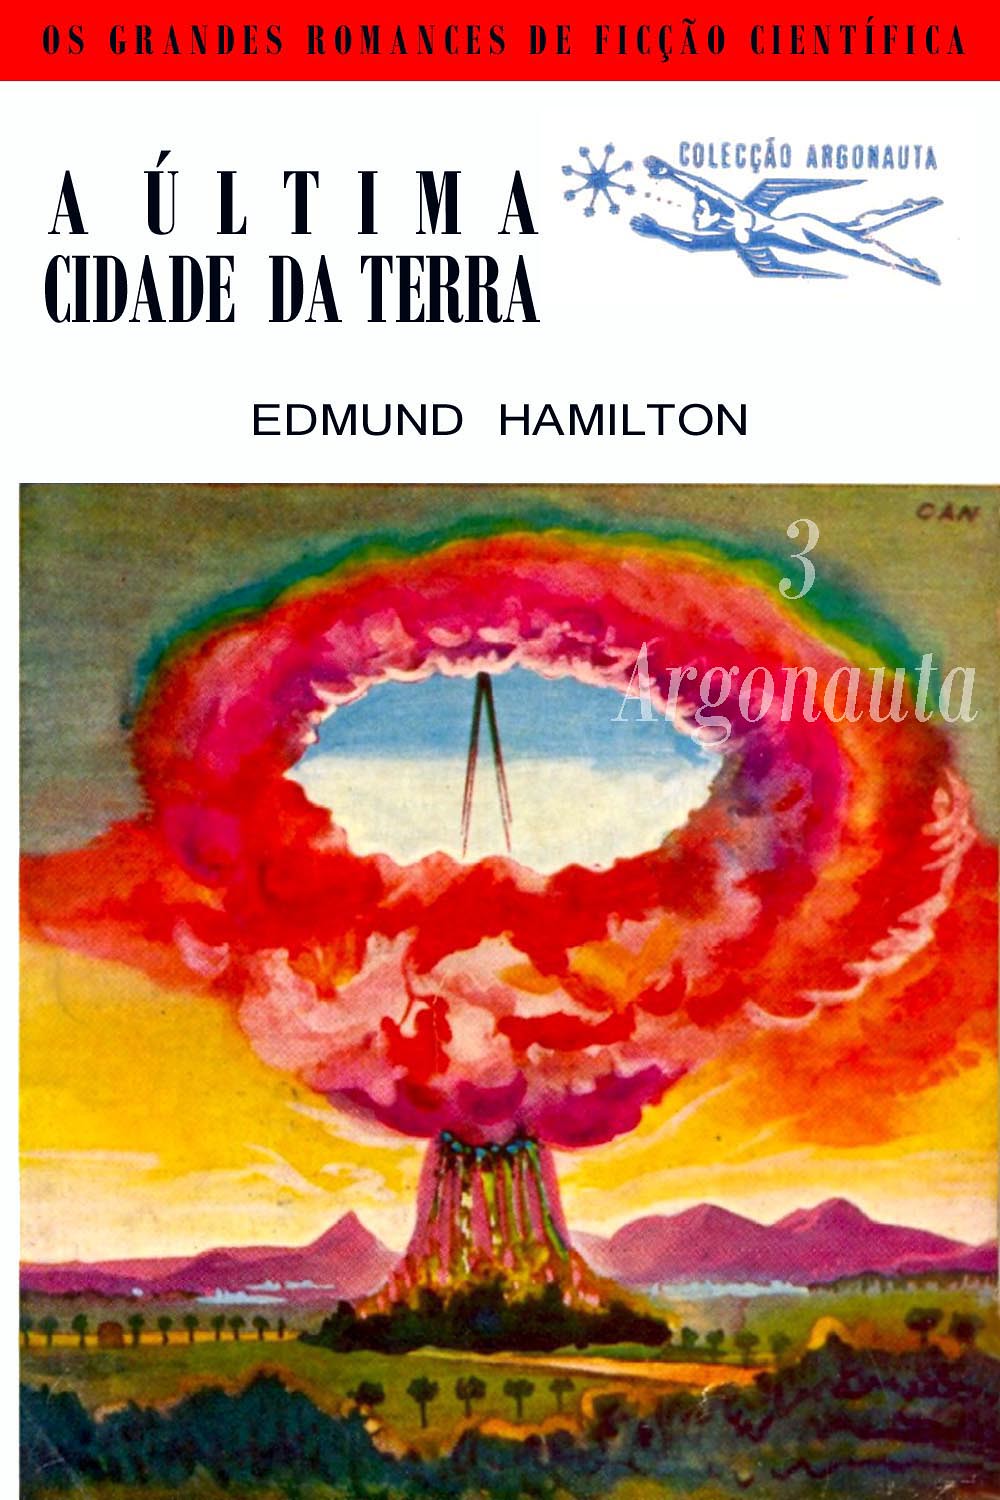 OS GRANDES ROMANCES DE FICÇÃO CIENTÍFICA
COLECÇÃO ARGONAUTA
A ÚLTIMA
CIDADE DA TERRA
EDMUND HAMILTON
CAN
3
Argonauta